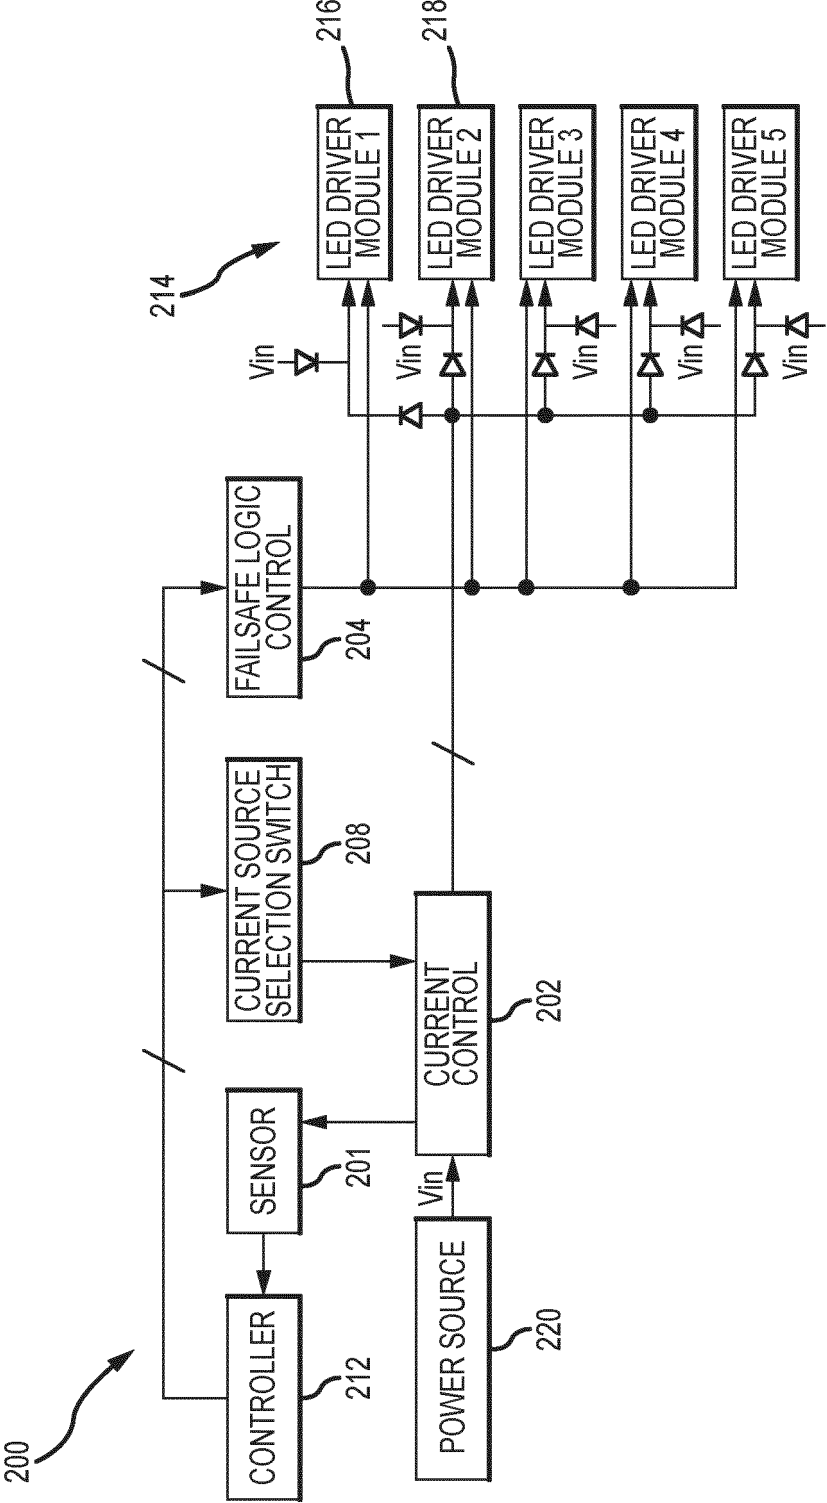 200
CONTROLLER
212
SENSOR
201
CURRENT SOURCE
SELECTION SWITCH
208
FAILSAFE LOGIC
CONTROL
204
POWER SOURCE
220
Vin
CURRENT
CONTROL
202
214
Vin
LED DRIVER
MODULE 1
216
Vin
LED DRIVER
MODULE 2
218
Vin
LED DRIVER
MODULE 3
Vin
LED DRIVER
MODULE 4
Vin
LED DRIVER
MODULE 5